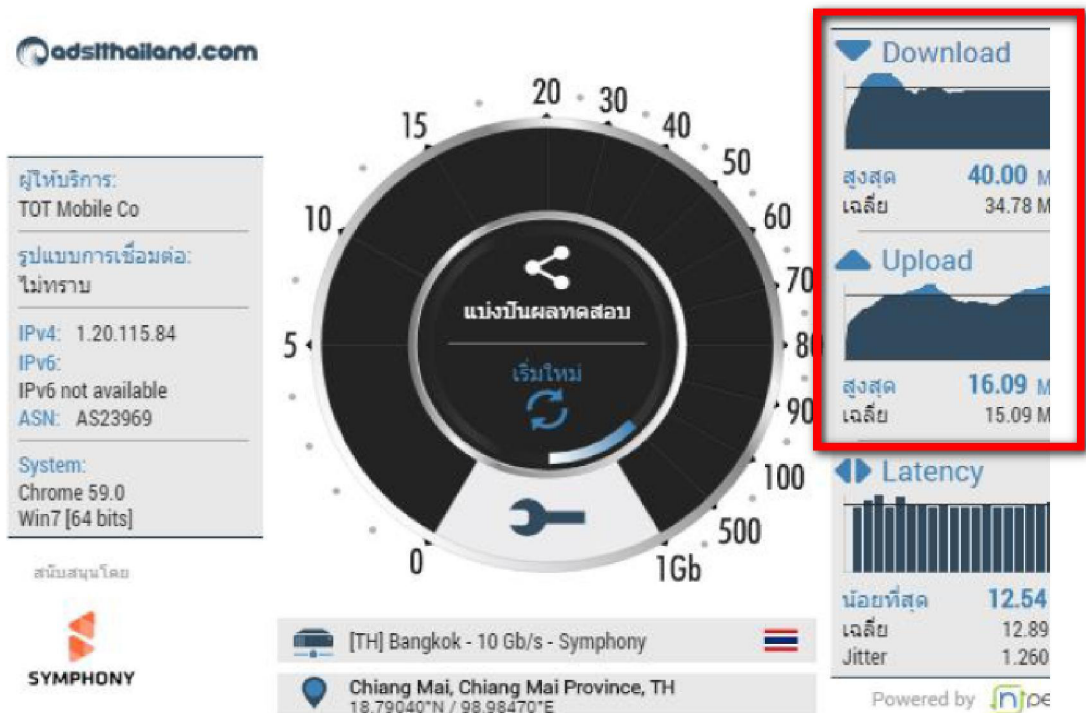 adslthailand.com
ผู้ให้บริการ:
TOT Mobile Co
รูปแบบการเชื่อมต่อ:
ไม่ทราบ
IPv4: 1.20.115.84
IPv6:
IPv6 not available
ASN: AS23969
System:
Chrome 59.0
Win7 [64 bits]
สนับสนุนโดย
SYMPHONY
0
5
10
15
20
30
40
50
60
70
80
90
100
500
1Gb
แบ่งปันผลทดสอบ
เริ่มใหม่
[TH] Bangkok - 10 Gb/s - Symphony
Chiang Mai, Chiang Mai Province, TH
18.79040°N / 98.98470°E
Download
สูงสุด 40.00 M
เฉลี่ย 34.78 M
Upload
สูงสุด 16.09 M
เฉลี่ย 15.09 M
Latency
น้อยที่สุด 12.54
เฉลี่ย 12.89
Jitter 1.260
Powered by npe